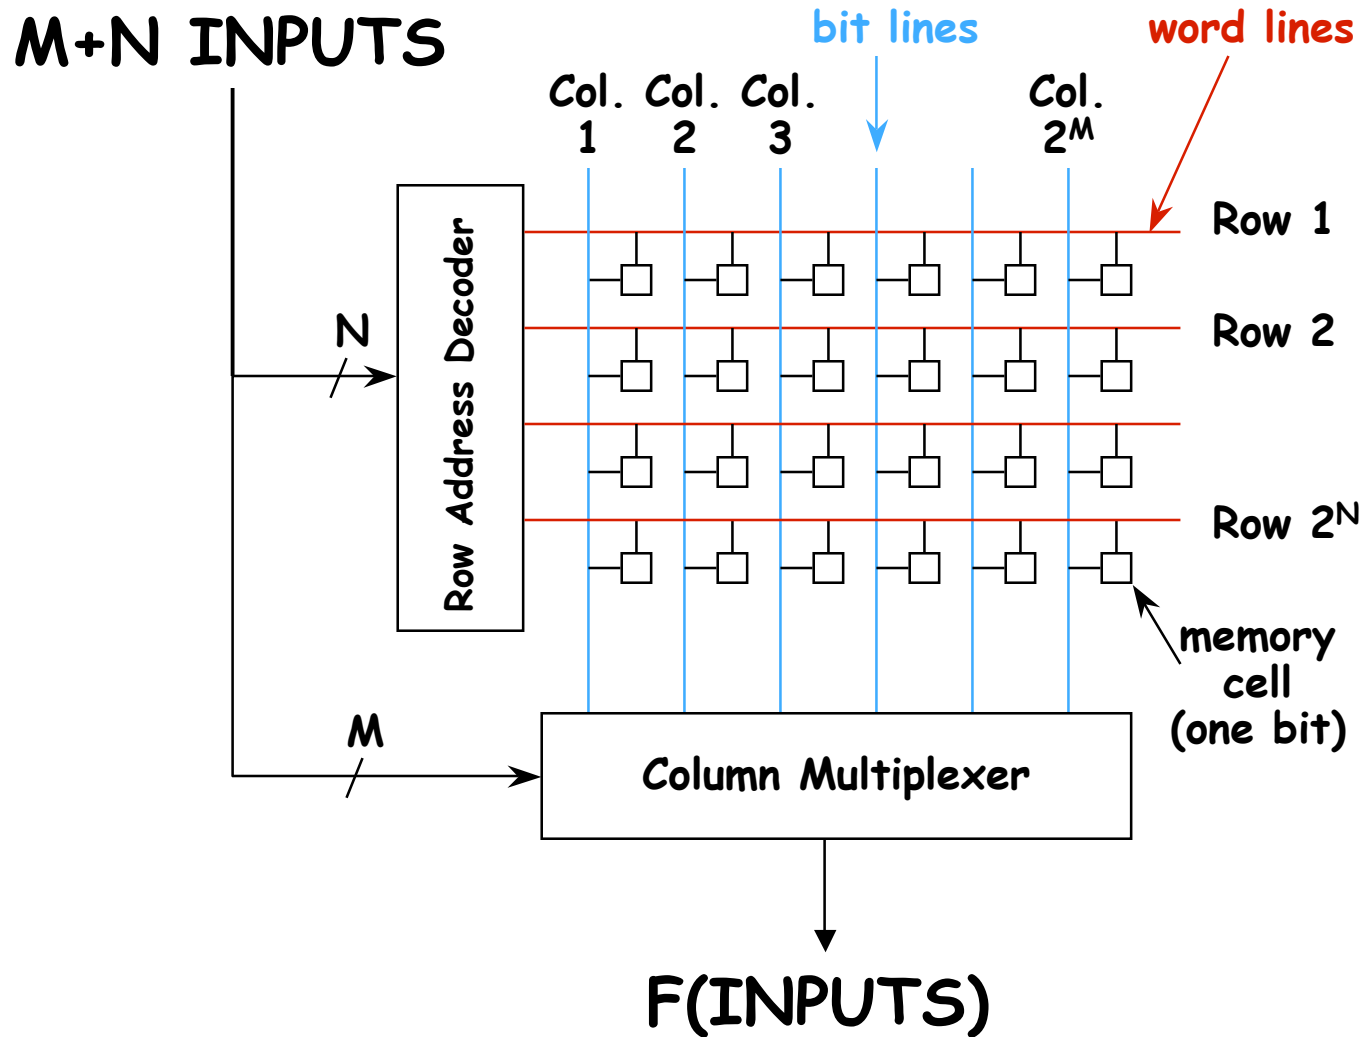 M+N INPUTS
bit lines
word lines
Col.
1
Col.
2
Col.
3
Col.
2ᴹ
Row 1
Row 2
Row 2ᴺ
N
Row Address Decoder
memory
cell
(one bit)
M
Column Multiplexer
F(INPUTS)